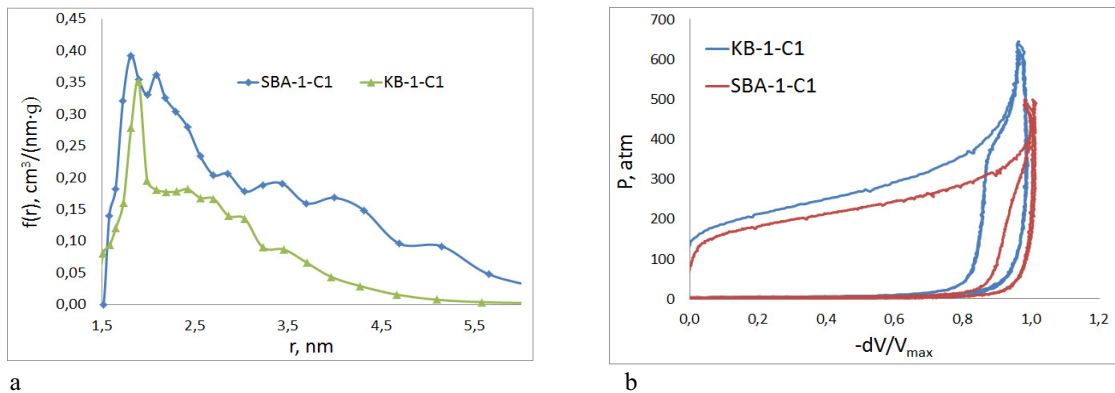 0,50
0,45
0,40
0,35
0,30
0,25
0,20
0,15
0,10
0,05
0,00
f(r), cm³/(nm·g)
SBA-1-C1
KB-1-C1
1,5 2,5 3,5 4,5 5,5
r, nm
a
700
600
500
400
300
200
100
0
P, atm
KB-1-C1
SBA-1-C1
0,0 0,2 0,4 0,6 0,8 1,0 1,2
-dV/Vmax
b